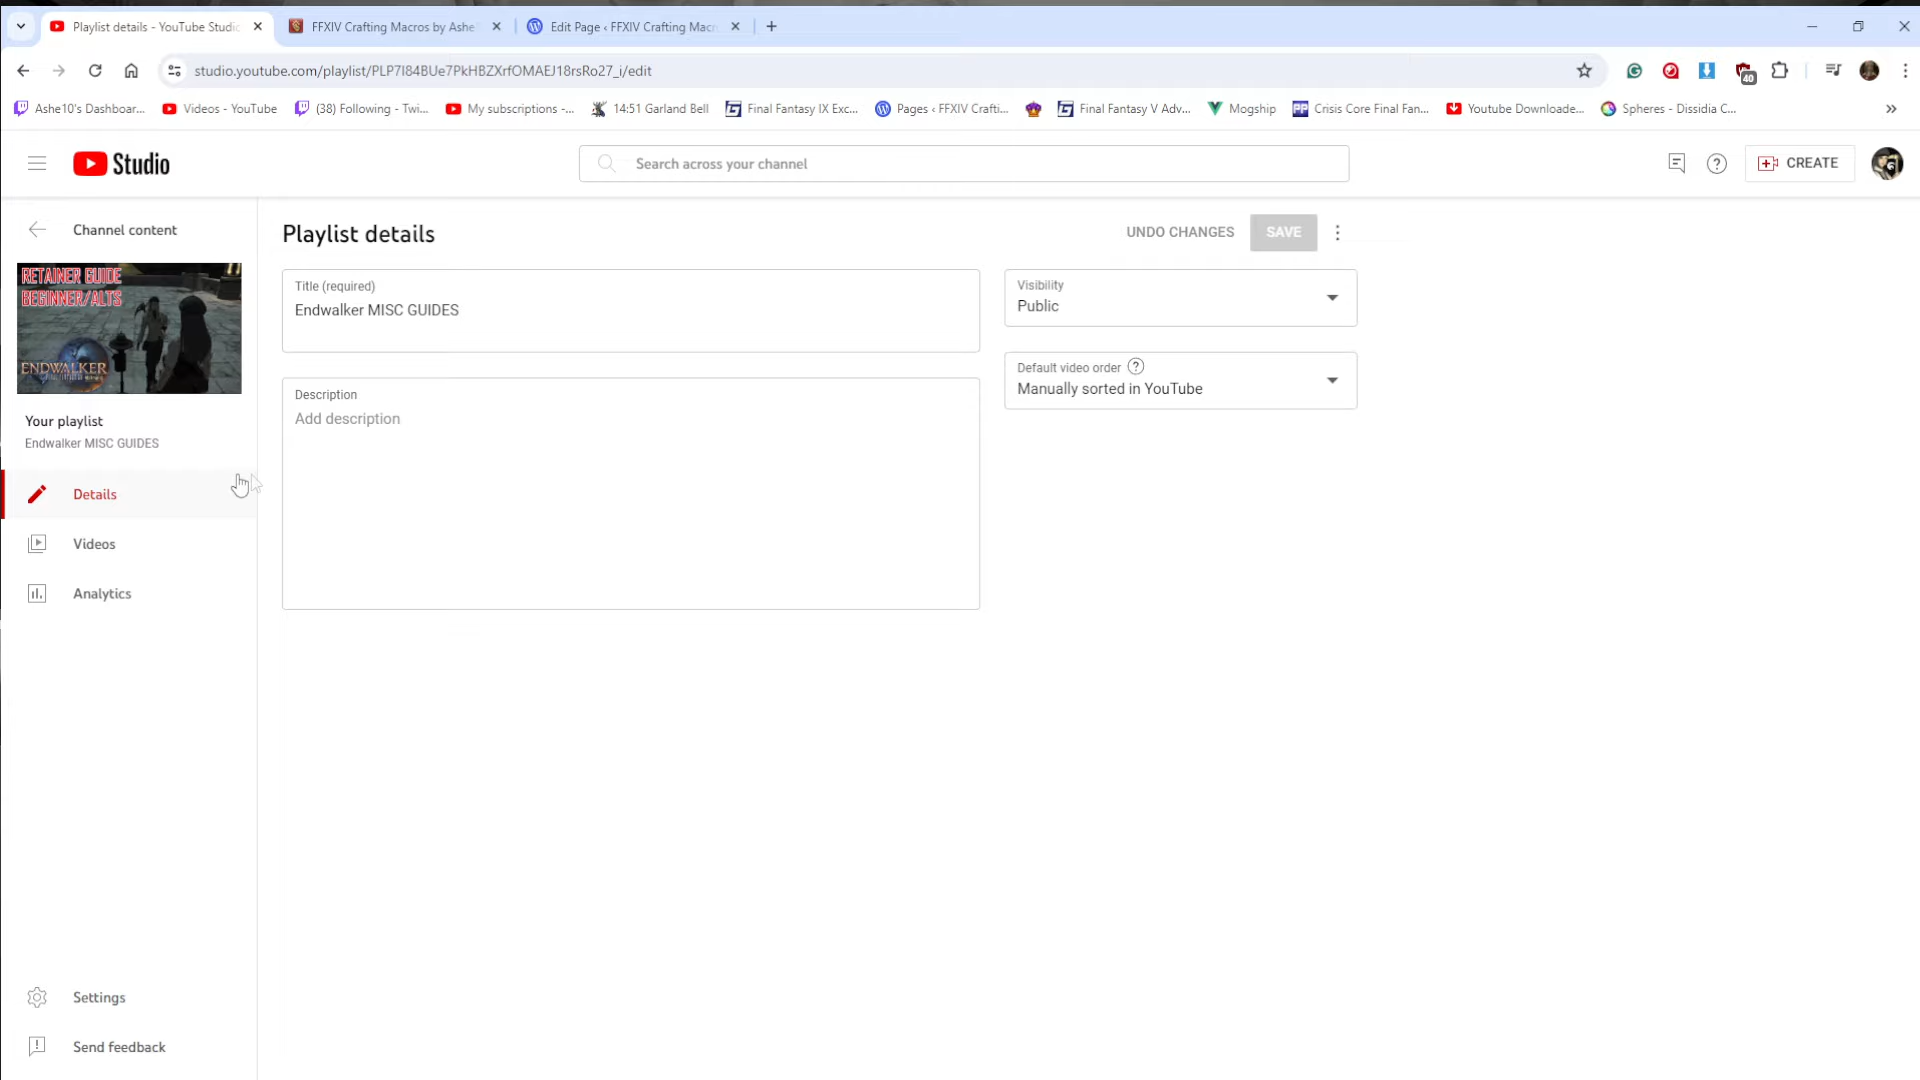 Playlist details - YouTube Studio
FFXIV Crafting Macros by Ashe
Edit Page ‹ FFXIV Crafting Macr
studio.youtube.com/playlist/PLP7I84BUe7PkHBZXrfOMAEJ18rsRo27_i/edit
40
Ashe10's Dashboar...
Videos - YouTube
(38) Following - Twi...
My subscriptions -...
14:51 Garland Bell
Final Fantasy IX Exc...
Pages ‹ FFXIV Crafti...
Final Fantasy V Adv...
Mogship
Crisis Core Final Fan...
Youtube Downloade...
Spheres - Dissidia C...
Studio
Search across your channel
CREATE
Channel content
RETAINER GUIDE
BEGINNER/ALTS
ENDWALKER
Your playlist
Endwalker MISC GUIDES
Details
Videos
Analytics
Settings
Send feedback
Playlist details
UNDO CHANGES
SAVE
Title (required)
Endwalker MISC GUIDES
Description
Add description
Visibility
Public
Default video order
Manually sorted in YouTube